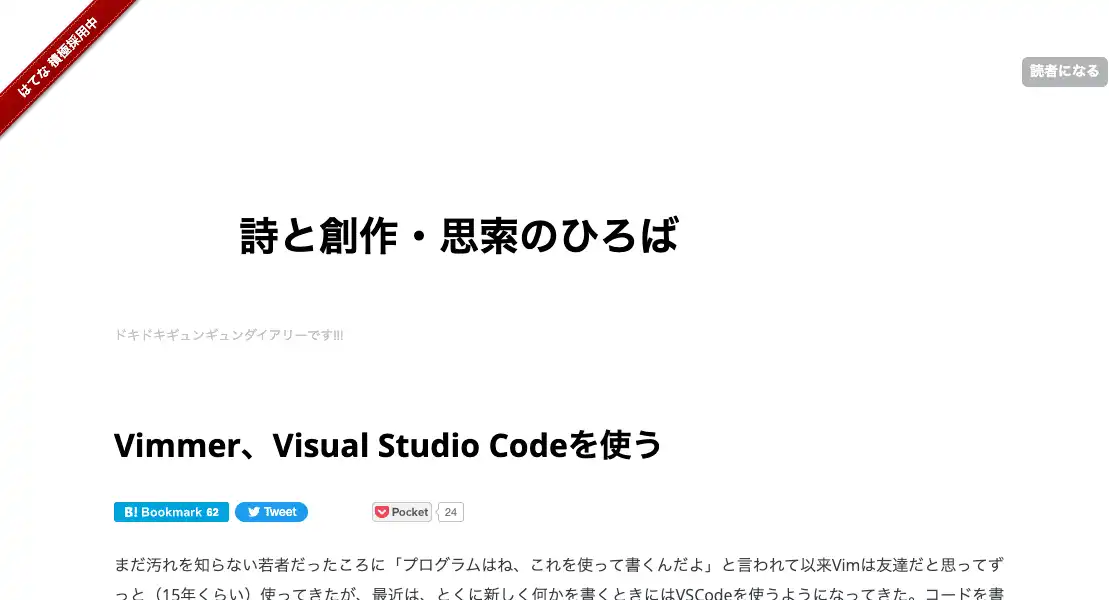 はてな 積極採用中
読者になる
詩と創作・思索のひろば
ドキドキギュンギュンダイアリーです!!!
Vimmer、Visual Studio Codeを使う
B! Bookmark 62 Tweet Pocket 24
まだ汚れを知らない若者だったころに「プログラムはね、これを使って書くんだよ」と言われて以来Vimは友達だと思ってず
っと（15年くらい）使ってきたが、最近は、とくに新しく何かを書くときにはVSCodeを使うようになってきた。コードを書